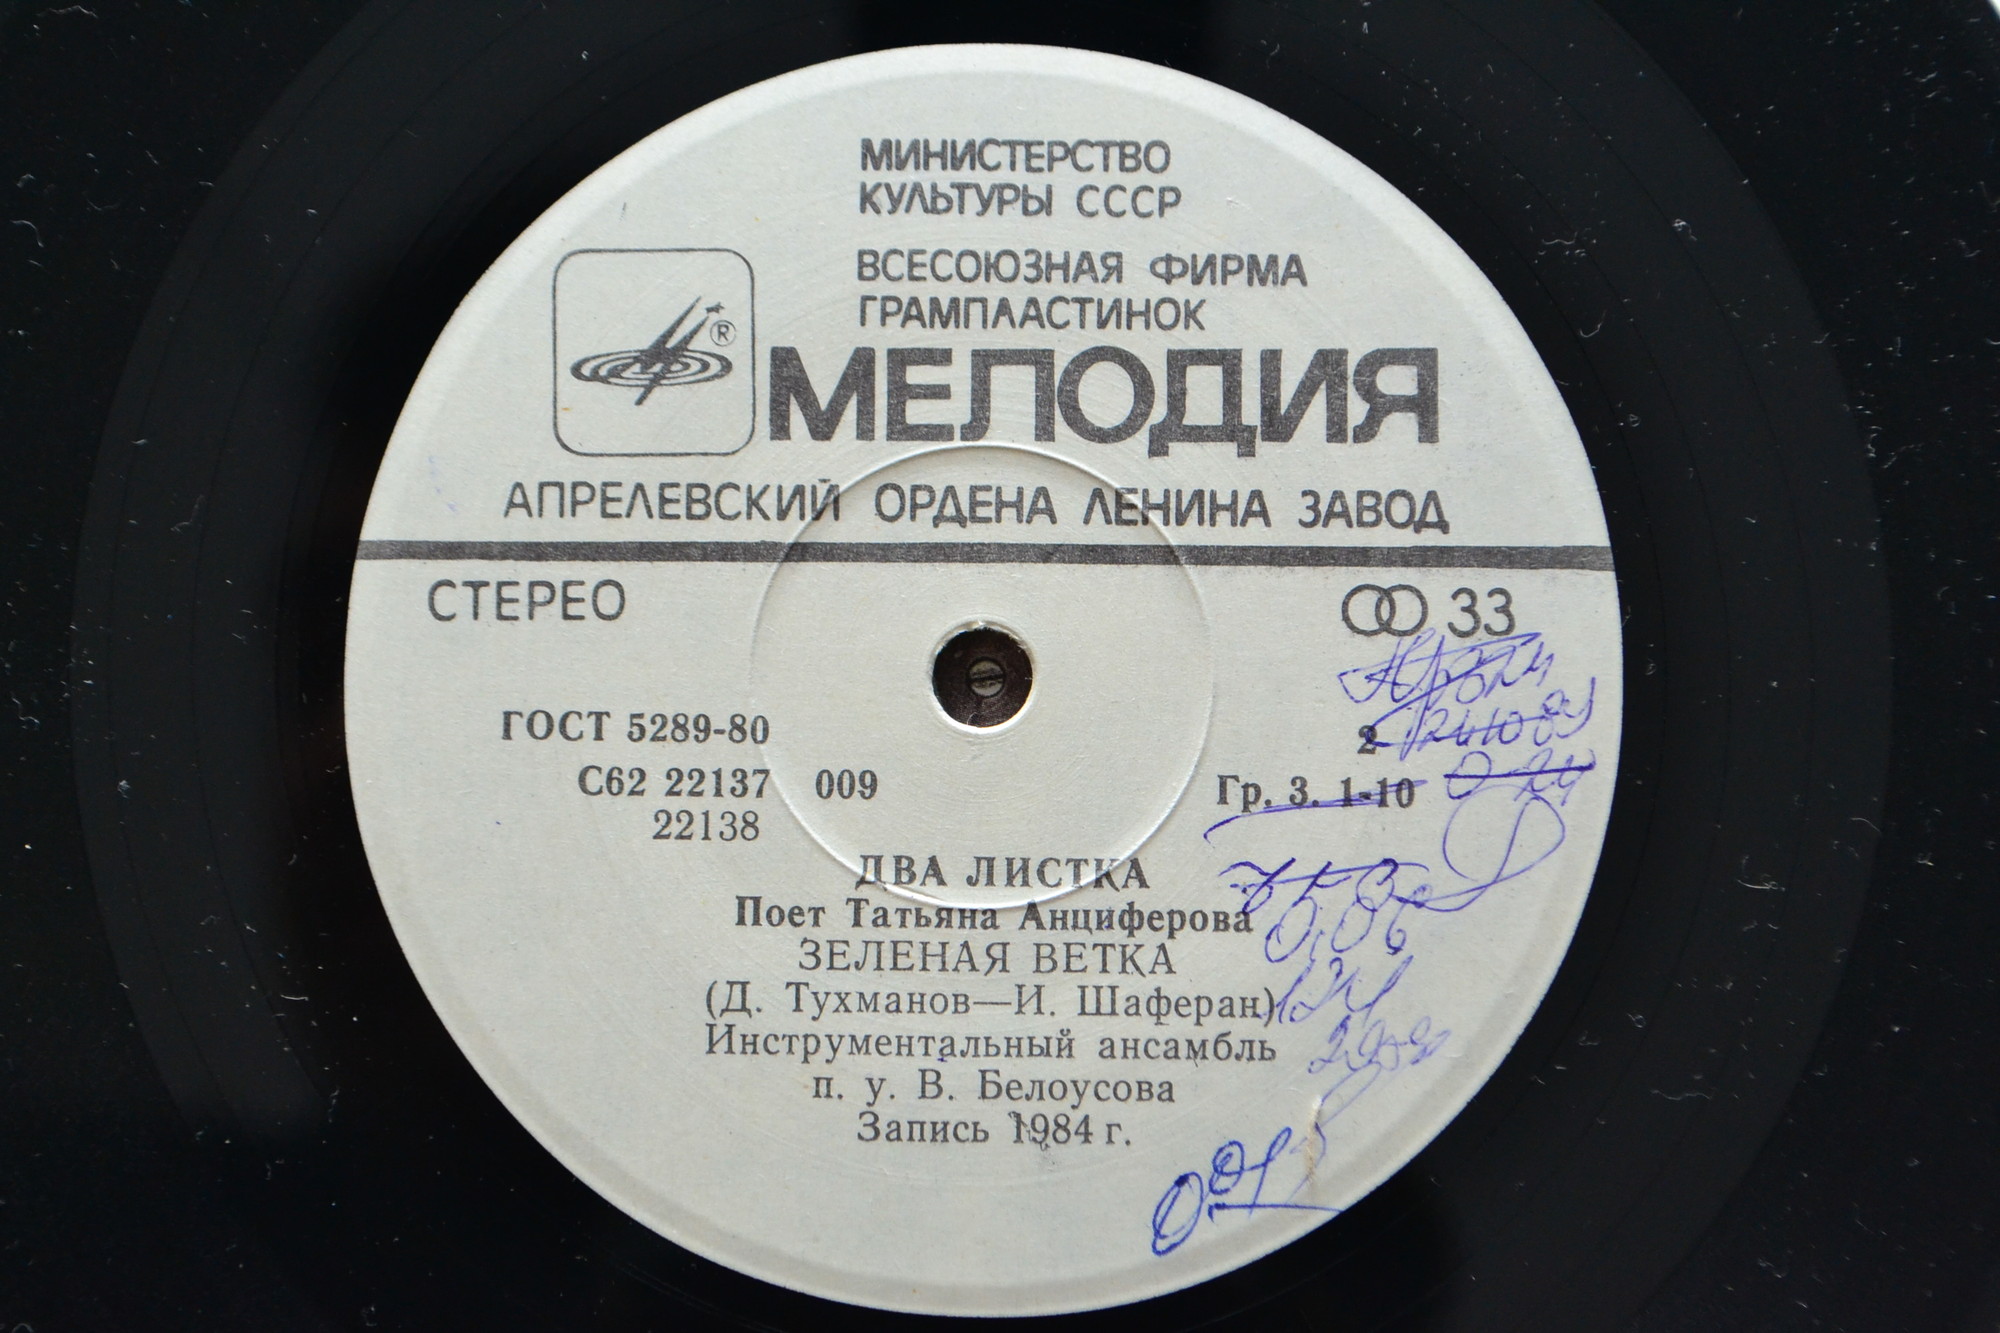 МИНИСТЕРСТВО
КУЛЬТУРЫ СССР
ВСЕСОЮЗНАЯ ФИРМА
ГРАМПЛАСТИНОК
®
МЕЛОДИЯ
АПРЕЛЕВСКИЙ ОРДЕНА ЛЕНИНА ЗАВОД
СТЕРЕО
33
ГОСТ 5289-80
2
С62 22137 009
Гр. 3. 1-10
22138
ДВА ЛИСТКА
Поет Татьяна Анциферова
ЗЕЛЕНАЯ ВЕТКА
(Д. Тухманов—И. Шаферан)
Инструментальный ансамбль
п. у. В. Белоусова
Запись 1984 г.